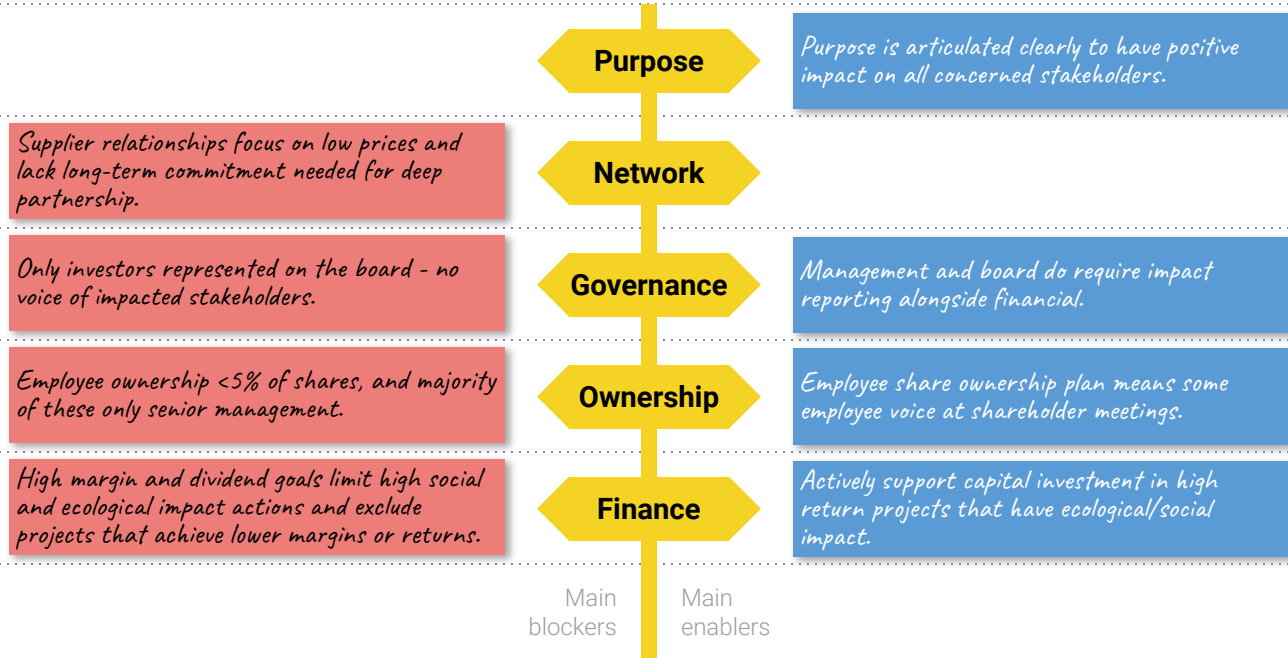 Purpose
Purpose is articulated clearly to have positive
impact on all concerned stakeholders.
Supplier relationships focus on low prices and
lack long-term commitment needed for deep
partnership.
Network
Only investors represented on the board - no
voice of impacted stakeholders.
Governance
Management and board do require impact
reporting alongside financial.
Employee ownership <5% of shares, and majority
of these only senior management.
Ownership
Employee share ownership plan means some
employee voice at shareholder meetings.
High margin and dividend goals limit high social
and ecological impact actions and exclude
projects that achieve lower margins or returns.
Finance
Actively support capital investment in high
return projects that have ecological/social
impact.
Main
blockers
Main
enablers